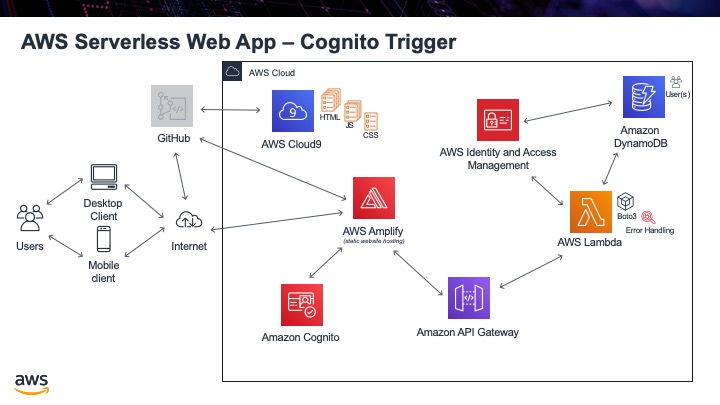 AWS Serverless Web App – Cognito Trigger
AWS Cloud
GitHub
9
AWS Cloud9
HTML
JS
CSS
User(s)
Amazon
DynamoDB
AWS Identity and Access
Management
Users
Desktop
Client
Mobile
client
Internet
AWS Amplify
(static website hosting)
AWS Lambda
Boto3
Error Handling
Amazon Cognito
Amazon API Gateway
aws